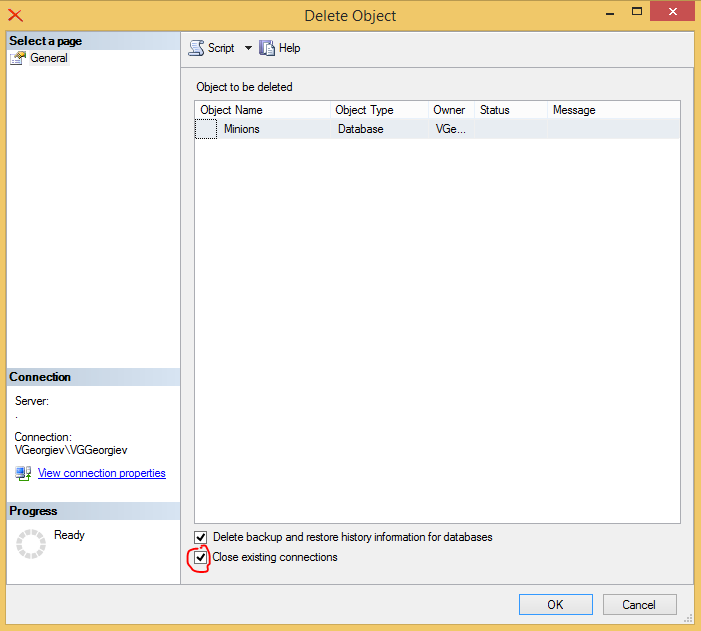 Delete Object
Select a page
General
Script Help
Object to be deleted
Object Name Object Type Owner Status Message
Minions Database VGe...
Connection
Server:
.
Connection:
VGeorgiev\VGGeorgiev
View connection properties
Progress
Ready
Delete backup and restore history information for databases
Close existing connections
OK Cancel